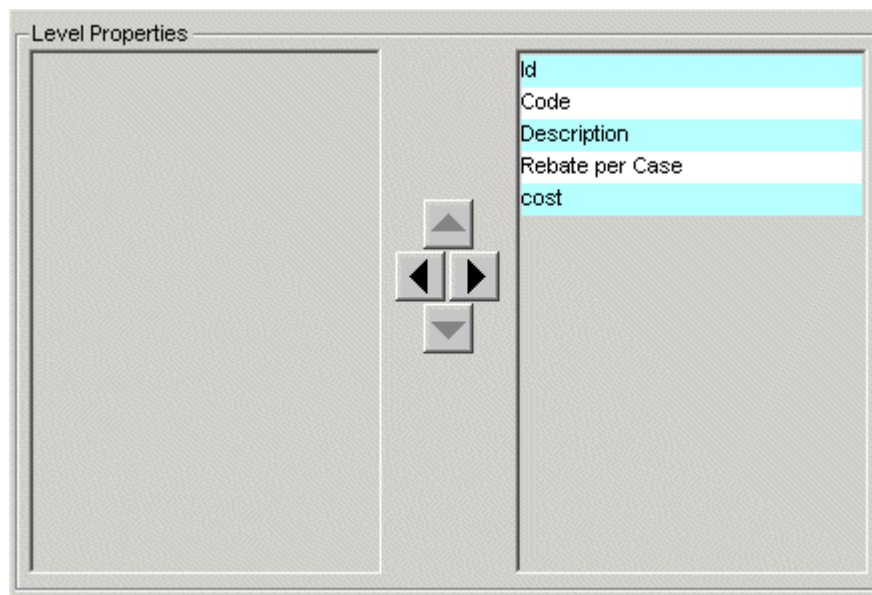 Level Properties
Id
Code
Description
Rebate per Case
cost